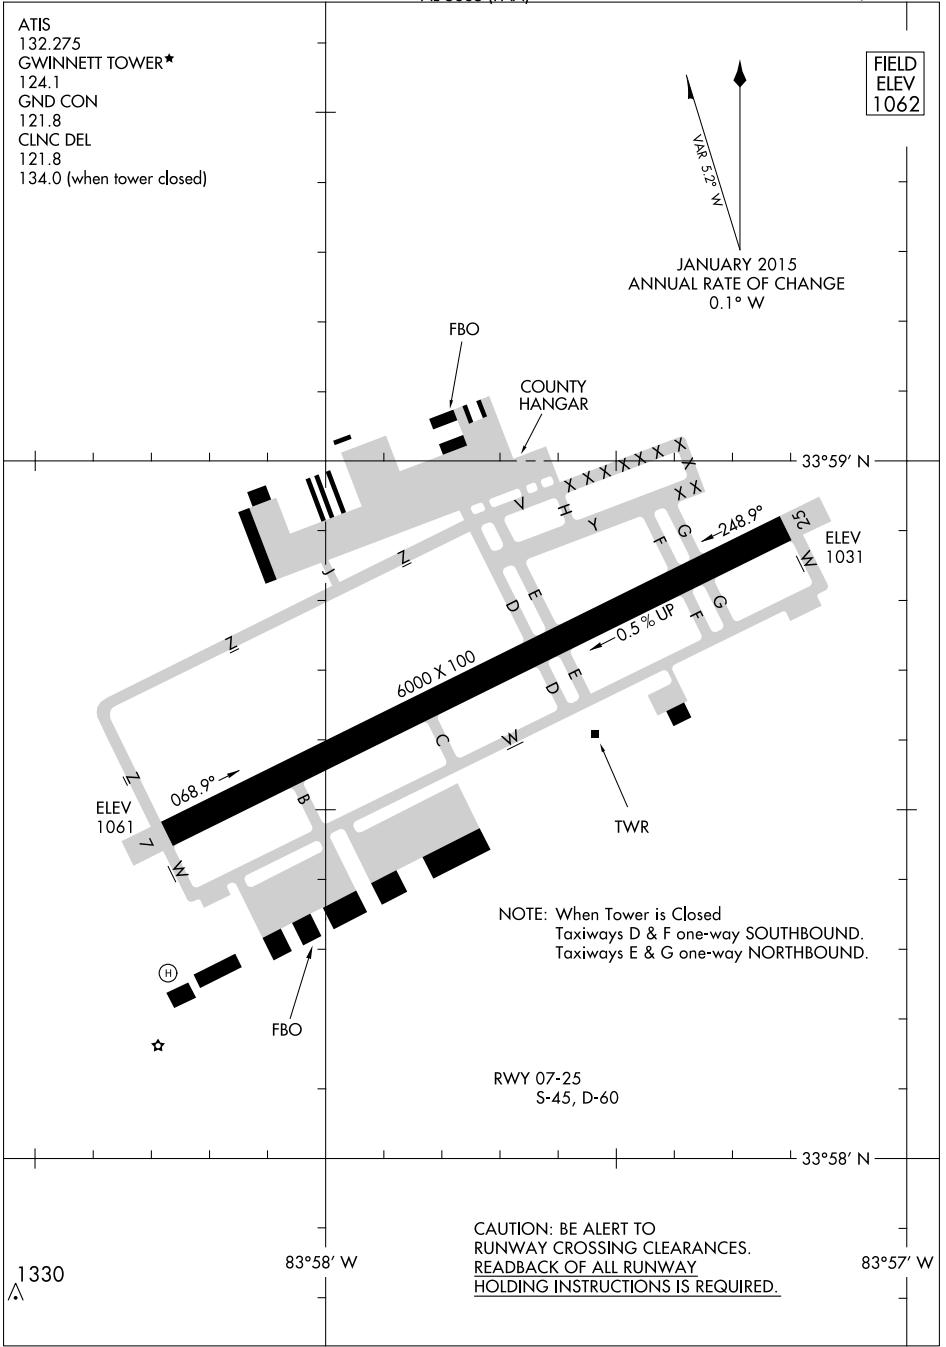 ATIS
132.275
GWINNETT TOWER★
124.1
GND CON
121.8
CLNC DEL
121.8
134.0 (when tower closed)
FIELD
ELEV
1062
VAR 5.2° W
JANUARY 2015
ANNUAL RATE OF CHANGE
0.1° W
FBO
COUNTY
HANGAR
33°59' N
X X X X X X X
X
X X
V
H
Y
F
G
248.9°
25
W
ELEV
1031
J
Z
Z
D
E
0.5% UP
G
F
6000 X 100
D
E
C
W
Z
068.9°
B
ELEV
1061
7
W
TWR
NOTE: When Tower is Closed
Taxiways D & F one-way SOUTHBOUND.
Taxiways E & G one-way NORTHBOUND.
H
FBO
RWY 07-25
S-45, D-60
33°58' N
CAUTION: BE ALERT TO
RUNWAY CROSSING CLEARANCES.
READBACK OF ALL RUNWAY
HOLDING INSTRUCTIONS IS REQUIRED.
83°58' W
83°57' W
1330